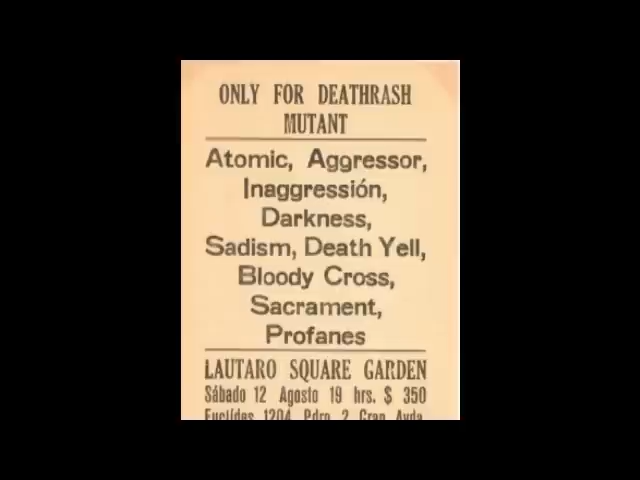 ONLY FOR DEATHRASH
MUTANT
Atomic, Aggressor,
Inaggressión,
Darkness,
Sadism, Death Yell,
Bloody Cross,
Sacrament,
Profanes
LAUTARO SQUARE GARDEN
Sábado 12 Agosto 19 hrs. $ 350
Euclides 1204 Pdro. 2 Gran Avda.